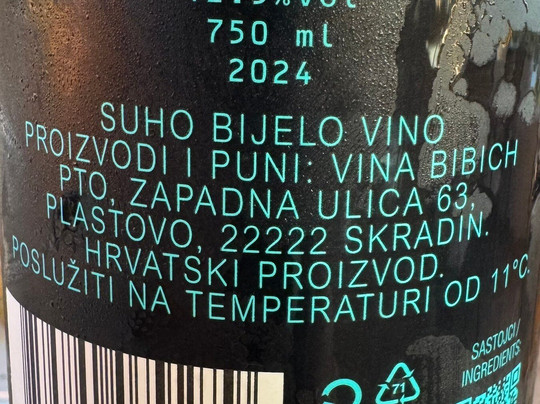 750 ml
2024
SUHO BIJELO VINO
PROIZVODI I PUNI: VINA BIBICH
PTO, ZAPADNA ULICA 63,
PLASTOVO, 22222 SKRADIN.
HRVATSKI PROIZVOD.
POSLUŽITI NA TEMPERATURI OD 11°C.
SASTOJCI /
INGREDIENTS:
71